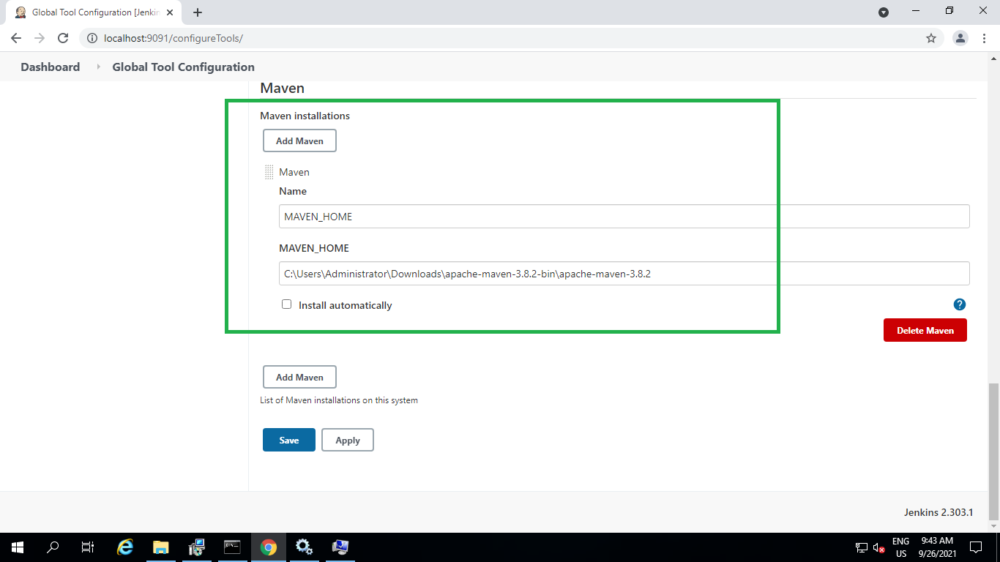 Global Tool Configuration [Jenkin
localhost:9091/configureTools/
Dashboard Global Tool Configuration
Maven
Maven installations
Add Maven
Maven
Name
MAVEN_HOME
MAVEN_HOME
C:\Users\Administrator\Downloads\apache-maven-3.8.2-bin\apache-maven-3.8.2
Install automatically
?
Delete Maven
Add Maven
List of Maven installations on this system
Save Apply
Jenkins 2.303.1
ENG 9:43 AM
US 9/26/2021